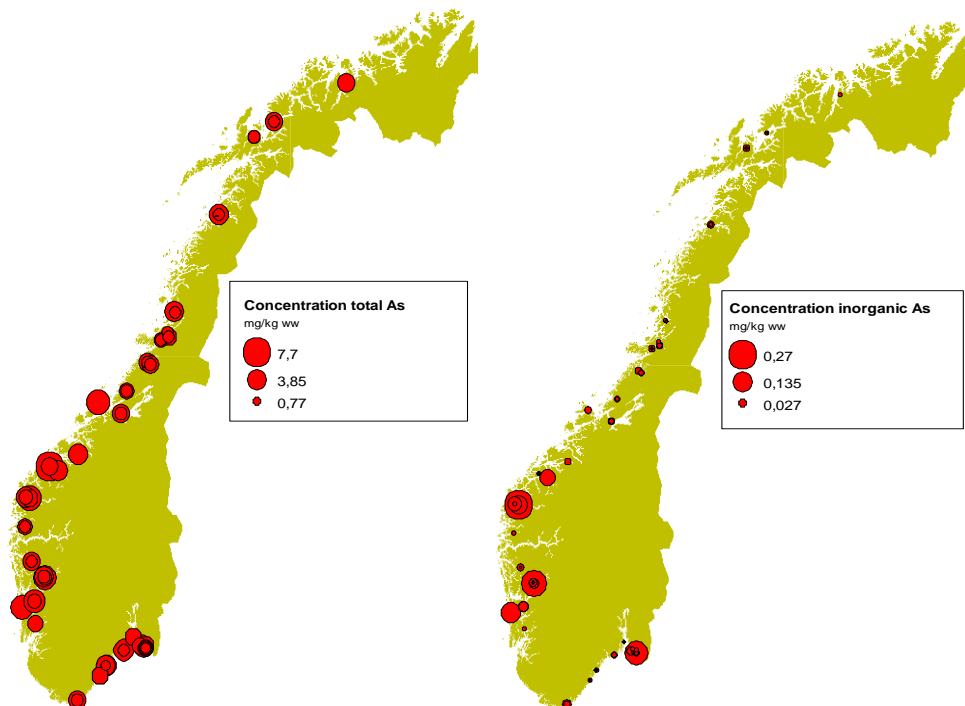 Concentration total As
mg/kg ww
7,7
3,85
0,77
Concentration inorganic As
mg/kg ww
0,27
0,135
0,027